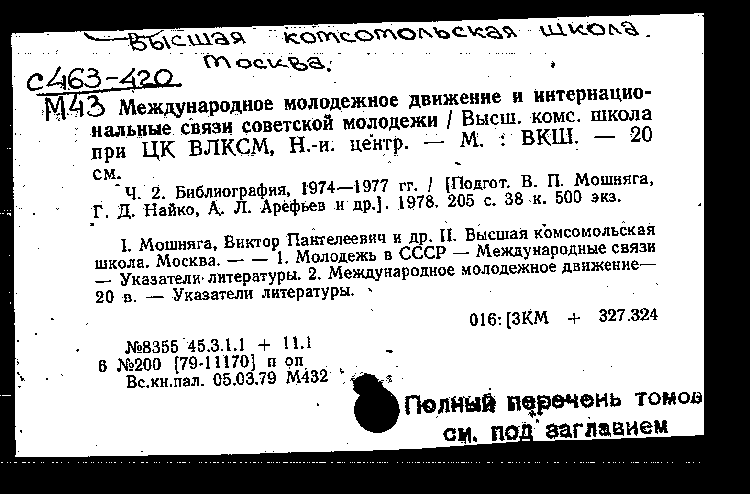 Высшая комсомольская школа.
Москва.
С463-420
М43 Международное молодежное движение и интернацио-
нальные связи советской молодежи / Высш. комс. школа
при ЦК ВЛКСМ, Н.-и. центр. — М. : ВКШ. — 20
см.
Ч. 2. Библиография, 1974—1977 гг. / [Подгот. В. П. Мошняга,
Г. Д. Найко, А. Л. Арефьев и др.]. 1978. 205 с. 38 к. 500 экз.
I. Мошняга, Виктор Пантелеевич и др. II. Высшая комсомольская
школа. Москва. — — 1. Молодежь в СССР — Международные связи
— Указатели литературы. 2. Международное молодежное движение—
20 в. — Указатели литературы.
016:[3КМ + 327.324
№8355 45.3.1.1 + 11.1
6 №200 [79-11170] п оп
Вс.кн.пал. 05.03.79 М432
Полный перечень томов
см. под заглавием